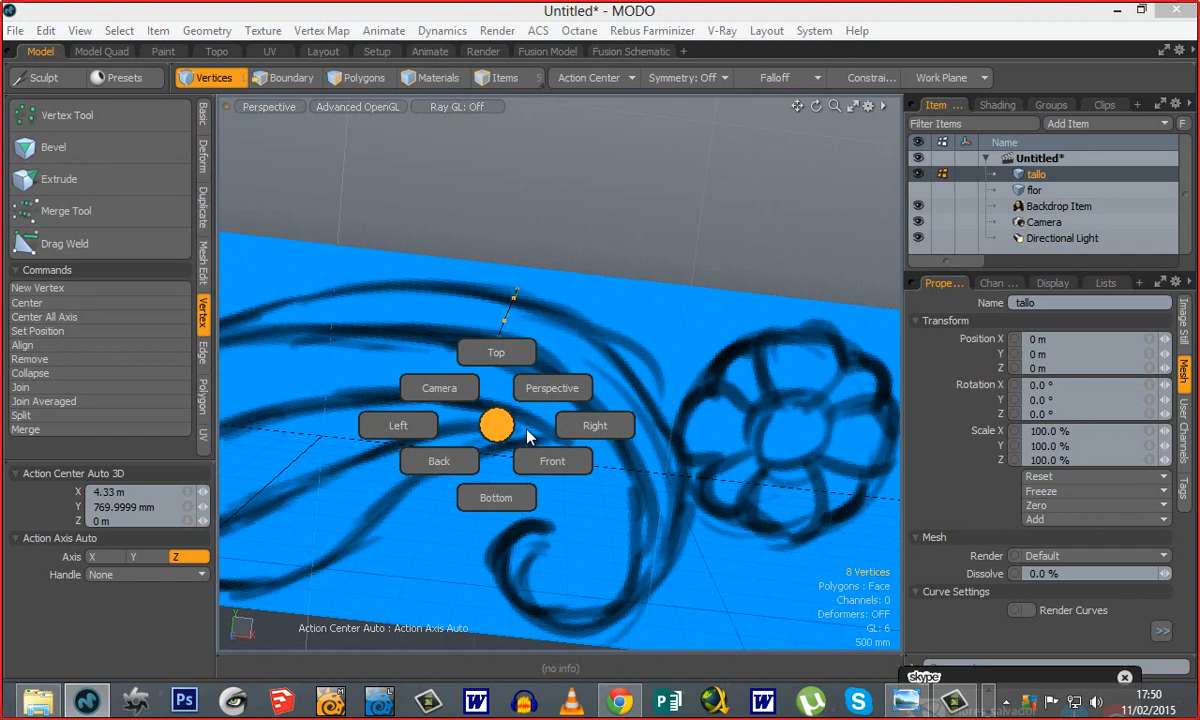 Untitled* - MODO
File Edit View Select Item Geometry Texture Vertex Map Animate Dynamics Render ACS Octane Rebus Farminizer V-Ray Layout System Help
Model Model Quad Paint Topo UV Layout Setup Animate Render Fusion Model Fusion Schematic +
Sculpt Presets Vertices Boundary Polygons Materials Items 5 Action Center Symmetry: Off Falloff Constrai... Work Plane
Vertex Tool
Bevel
Extrude
Merge Tool
Drag Weld
Commands
New Vertex
Center
Center All Axis
Set Position
Align
Remove
Collapse
Join
Join Averaged
Split
Merge
Basic
Deform
Duplicate
Mesh Edit
Vertex
Edge
Polygon
UV
Action Center Auto 3D
X 4.33 m
Y 769.9999 mm
Z 0 m
Action Axis Auto
Axis X Y Z
Handle None
Perspective Advanced OpenGL Ray GL: Off
Top
Camera Perspective
Left Right
Back Front
Bottom
8 Vertices
Polygons : Face
Channels: 0
Deformers: OFF
GL: 6
500 mm
Action Center Auto : Action Axis Auto
(no info)
Item ... Shading Groups Clips +
Filter Items Add Item F
Name
Untitled*
tallo
flor
Backdrop Item
Camera
Directional Light
Prope... Chan ... Display Lists +
Name tallo
Transform
Position X 0 m
Y 0 m
Z 0 m
Rotation X 0.0 °
Y 0.0 °
Z 0.0 °
Scale X 100.0 %
Y 100.0 %
Z 100.0 %
Reset
Freeze
Zero
Add
Mesh
Render Default
Dissolve 0.0 %
Curve Settings
Render Curves
>>
Image Still
Mesh
User Channels
Tags
skype
17:50
11/02/2015